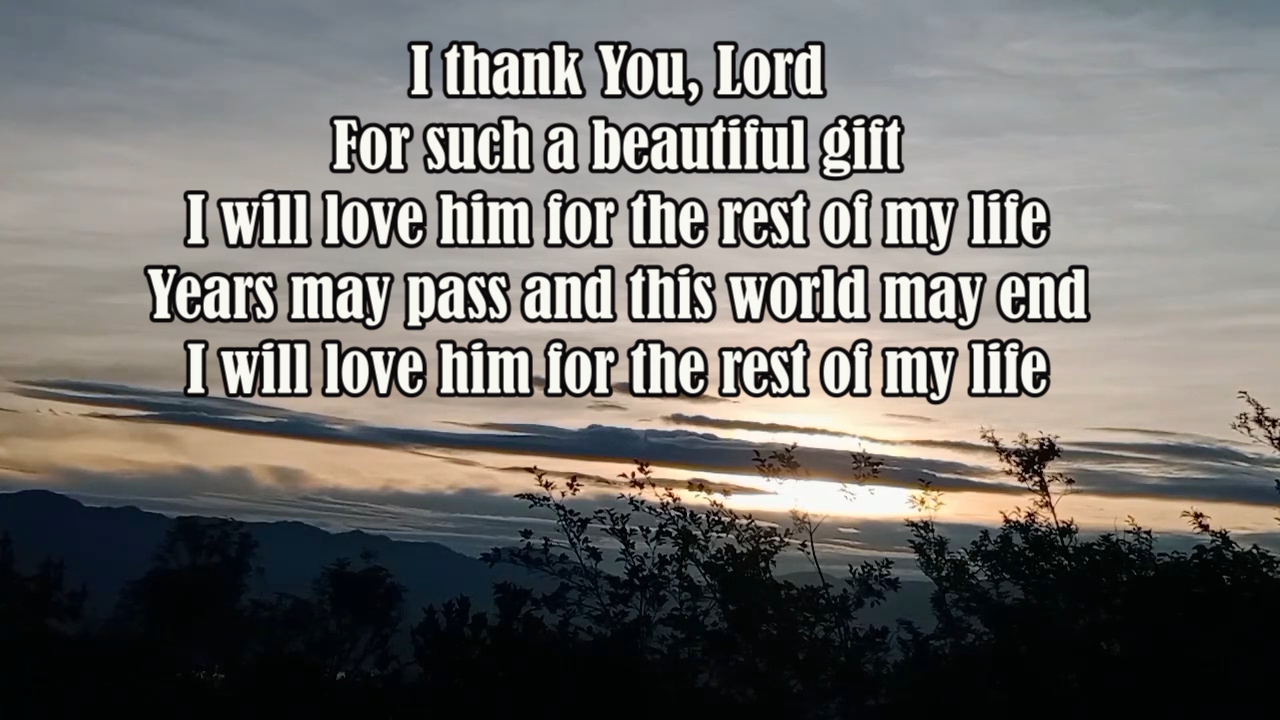 I thank You, Lord
For such a beautiful gift
I will love him for the rest of my life
Years may pass and this world may end
I will love him for the rest of my life